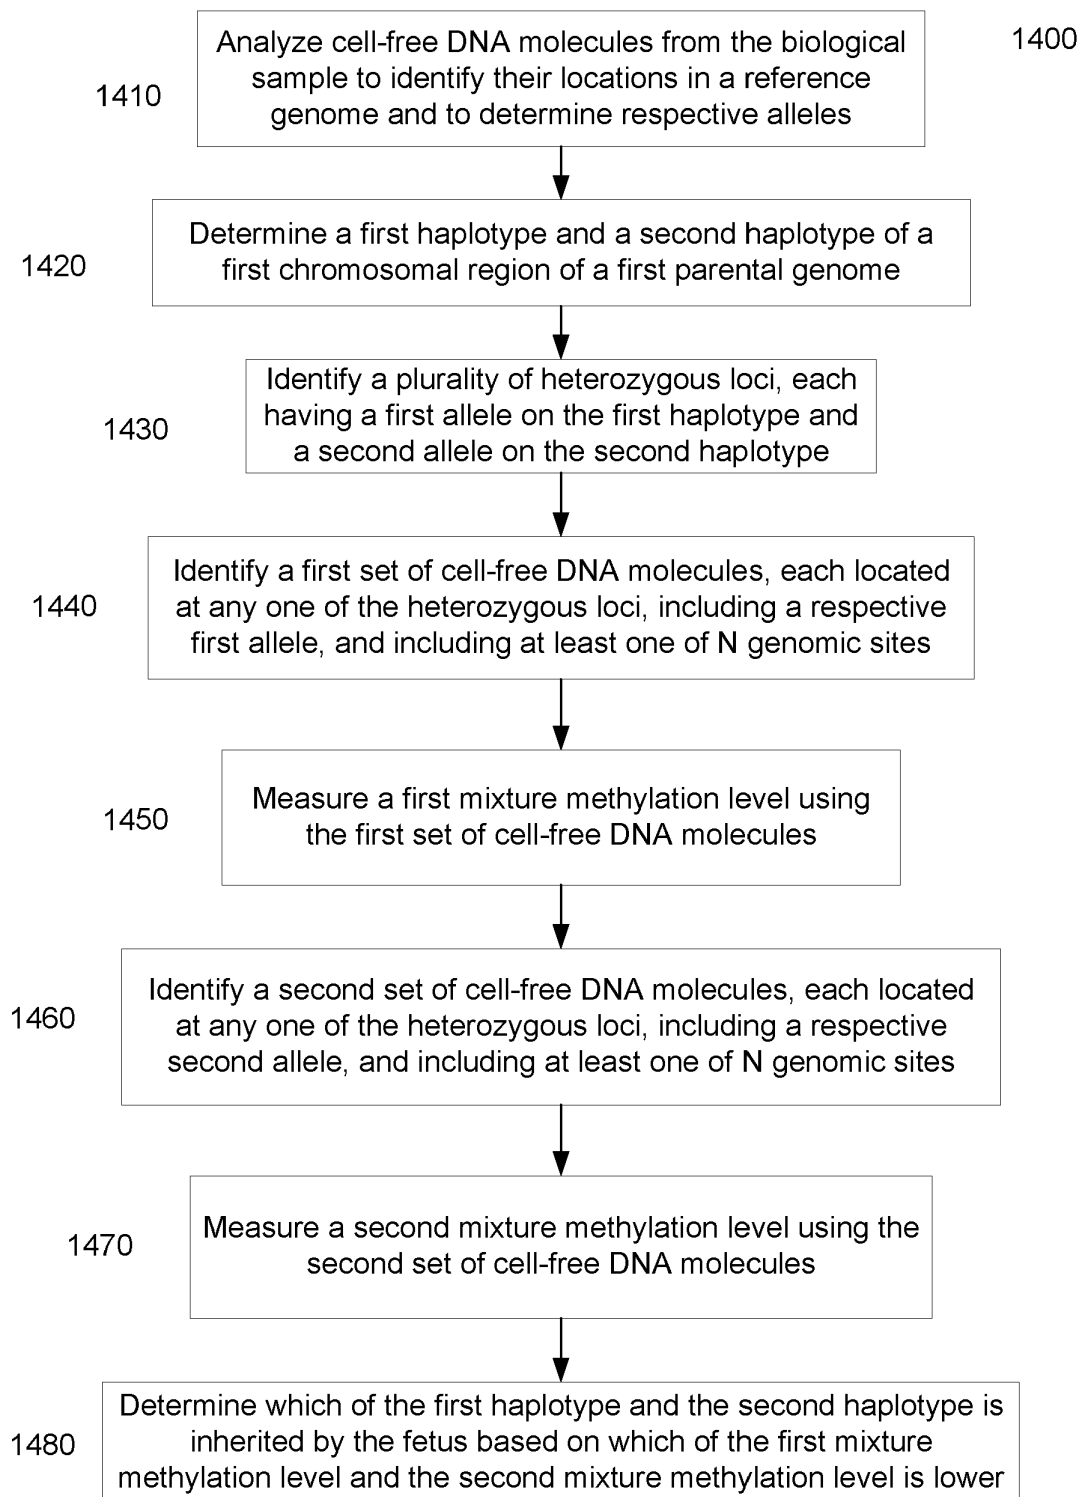 1400
Analyze cell-free DNA molecules from the biological
sample to identify their locations in a reference
genome and to determine respective alleles
1410
Determine a first haplotype and a second haplotype of a
first chromosomal region of a first parental genome
1420
Identify a plurality of heterozygous loci, each
having a first allele on the first haplotype and
a second allele on the second haplotype
1430
Identify a first set of cell-free DNA molecules, each located
at any one of the heterozygous loci, including a respective
first allele, and including at least one of N genomic sites
1440
Measure a first mixture methylation level using
the first set of cell-free DNA molecules
1450
Identify a second set of cell-free DNA molecules, each located
at any one of the heterozygous loci, including a respective
second allele, and including at least one of N genomic sites
1460
Measure a second mixture methylation level using the
second set of cell-free DNA molecules
1470
Determine which of the first haplotype and the second haplotype is
inherited by the fetus based on which of the first mixture
methylation level and the second mixture methylation level is lower
1480